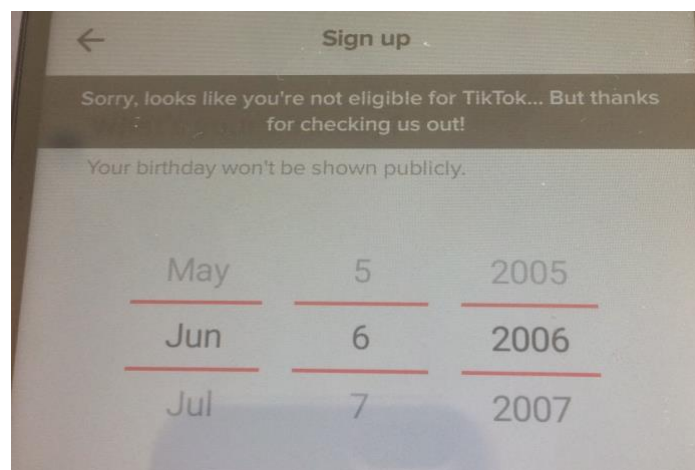 Sign up
Sorry, looks like you're not eligible for TikTok... But thanks
for checking us out!
Your birthday won't be shown publicly.
May 5 2005
Jun 6 2006
Jul 7 2007